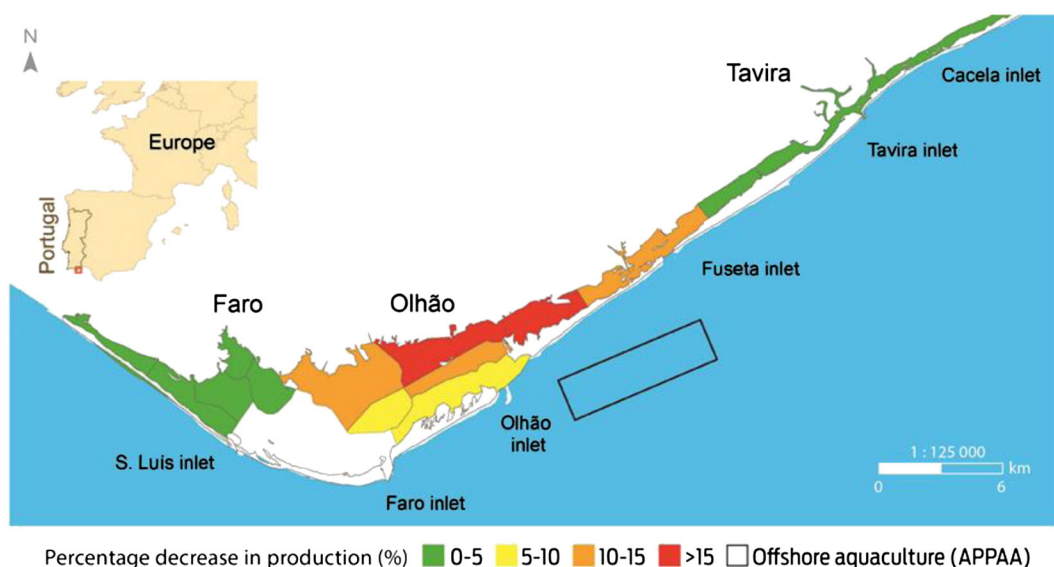 N
Europe
Portugal
Tavira
Cacela inlet
Tavira inlet
Fuseta inlet
Faro
Olhão
Olhão
inlet
S. Luis inlet
Faro inlet
1 : 125 000
km
0 6
Percentage decrease in production (%) 0-5 5-10 10-15 >15 Offshore aquaculture (APPAA)